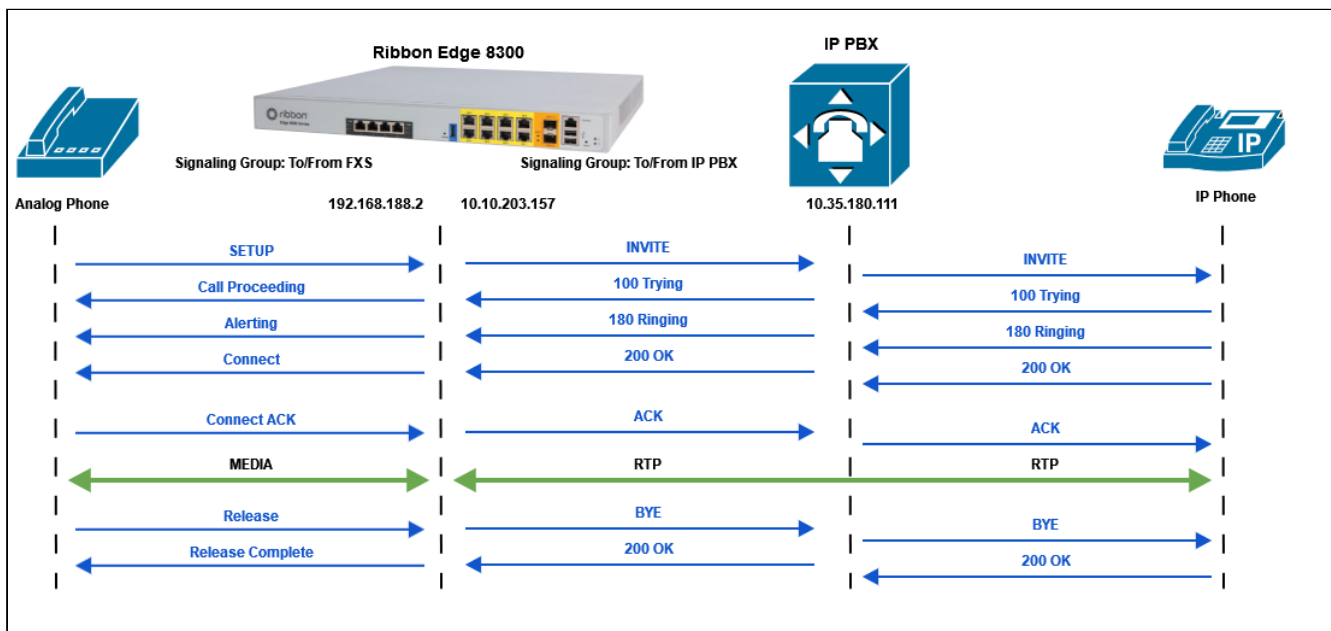 Ribbon Edge 8300
IP PBX
ribbon
IP
Signaling Group: To/From FXS
Signaling Group: To/From IP PBX
Analog Phone
192.168.188.2
10.10.203.157
10.35.180.111
IP Phone
SETUP
INVITE
INVITE
Call Proceeding
100 Trying
100 Trying
Alerting
180 Ringing
180 Ringing
Connect
200 OK
200 OK
Connect ACK
ACK
ACK
MEDIA
RTP
RTP
Release
BYE
BYE
Release Complete
200 OK
200 OK